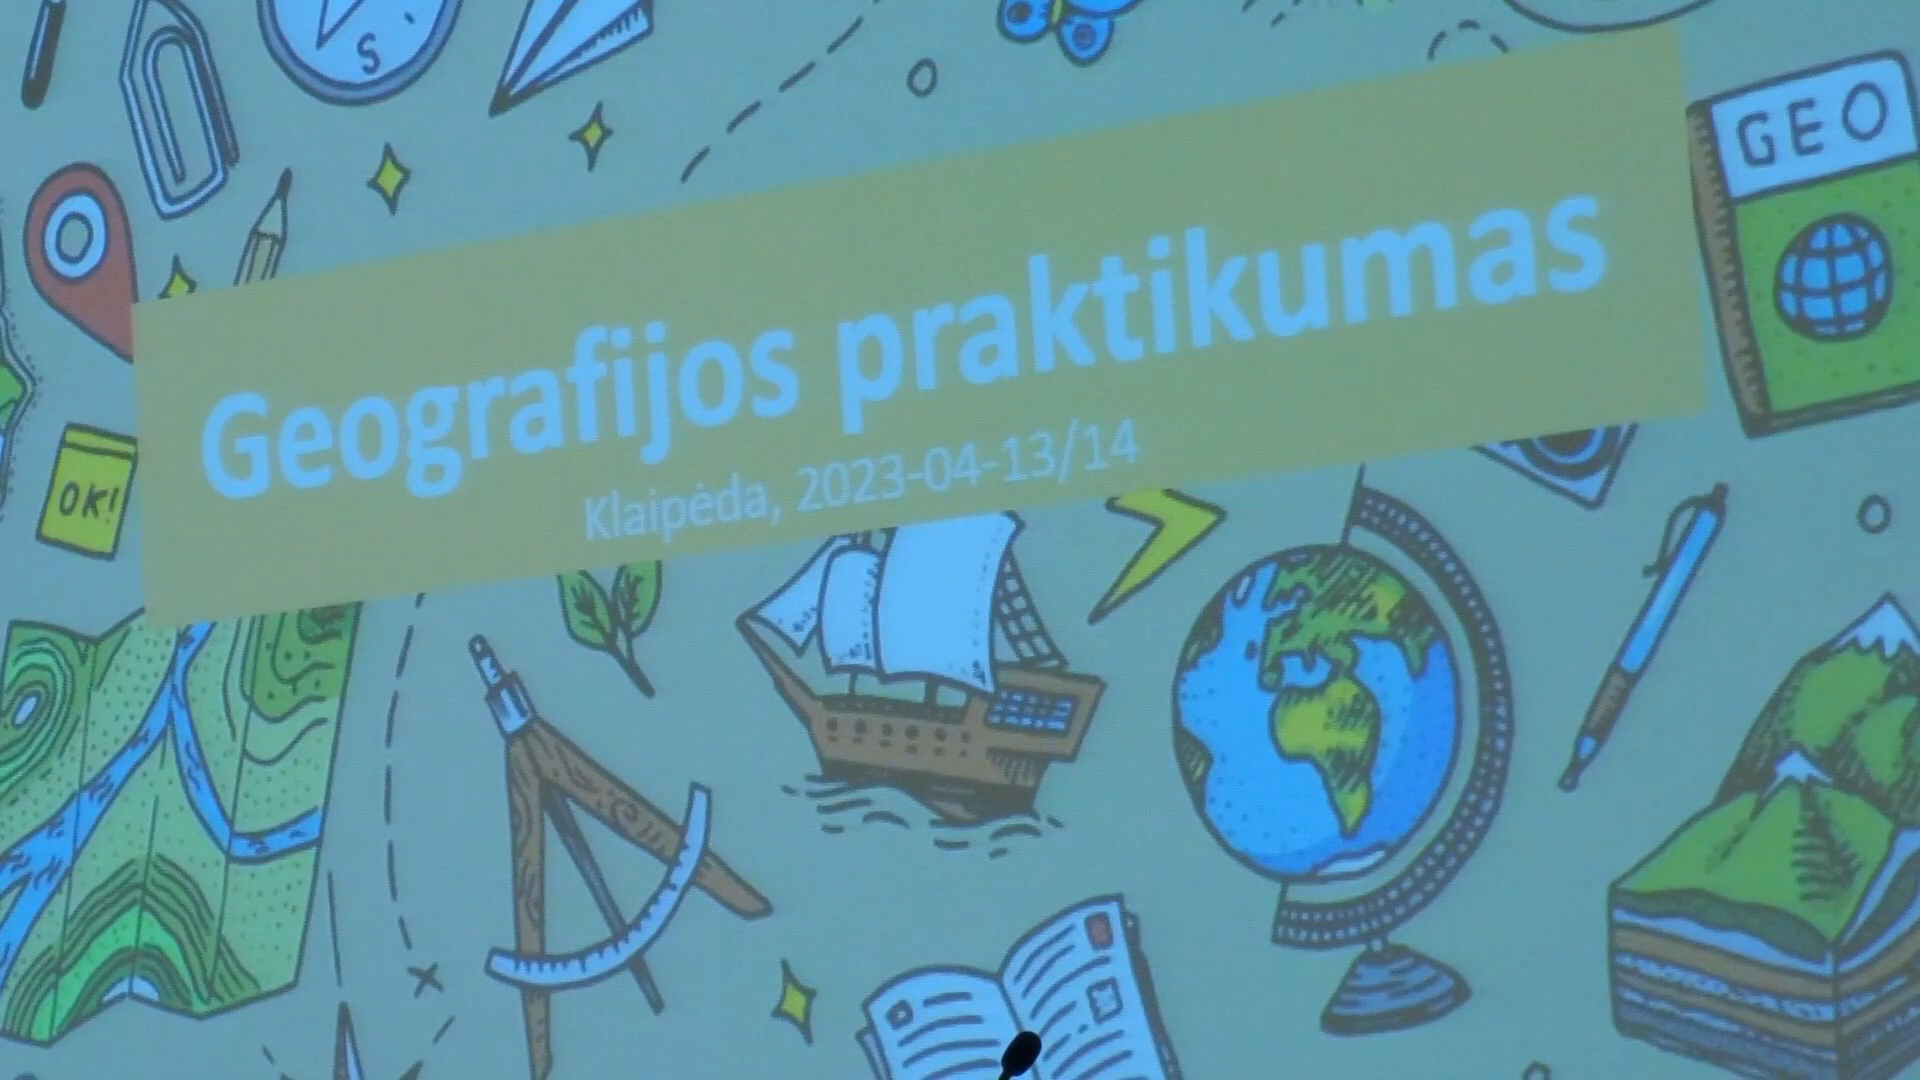 S
GEO
Geografijos praktikumas
Klaipėda, 2023-04-13/14
OK!